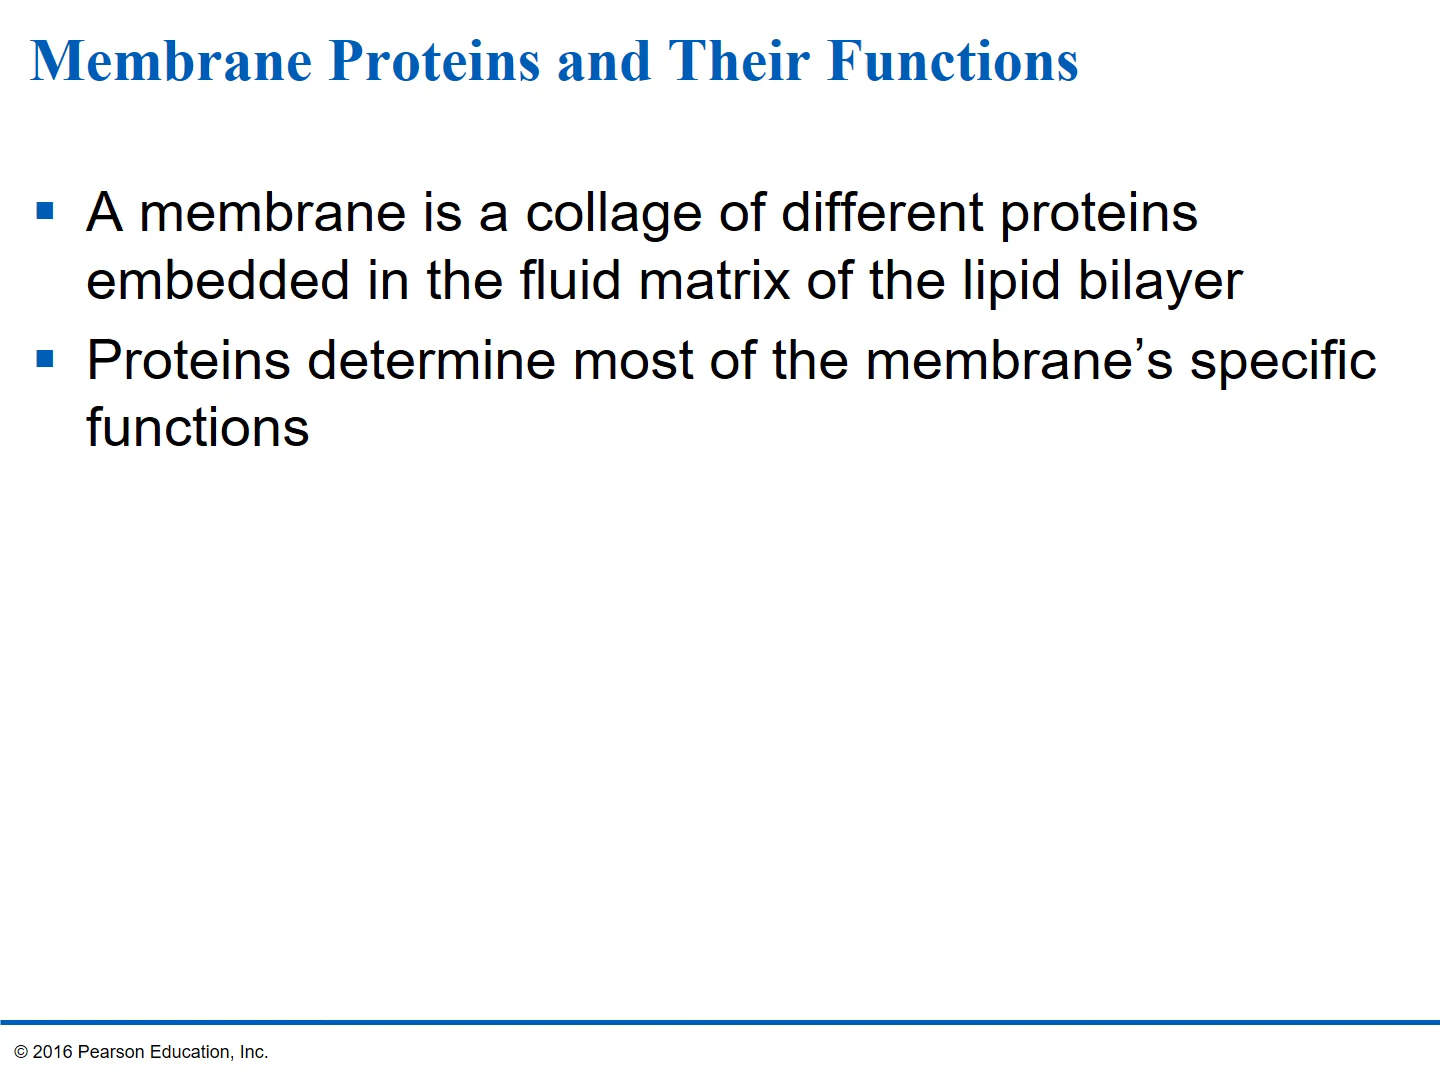 Membrane Proteins and Their Functions
▪ A membrane is a collage of different proteins
embedded in the fluid matrix of the lipid bilayer
▪ Proteins determine most of the membrane’s specific
functions
© 2016 Pearson Education, Inc.